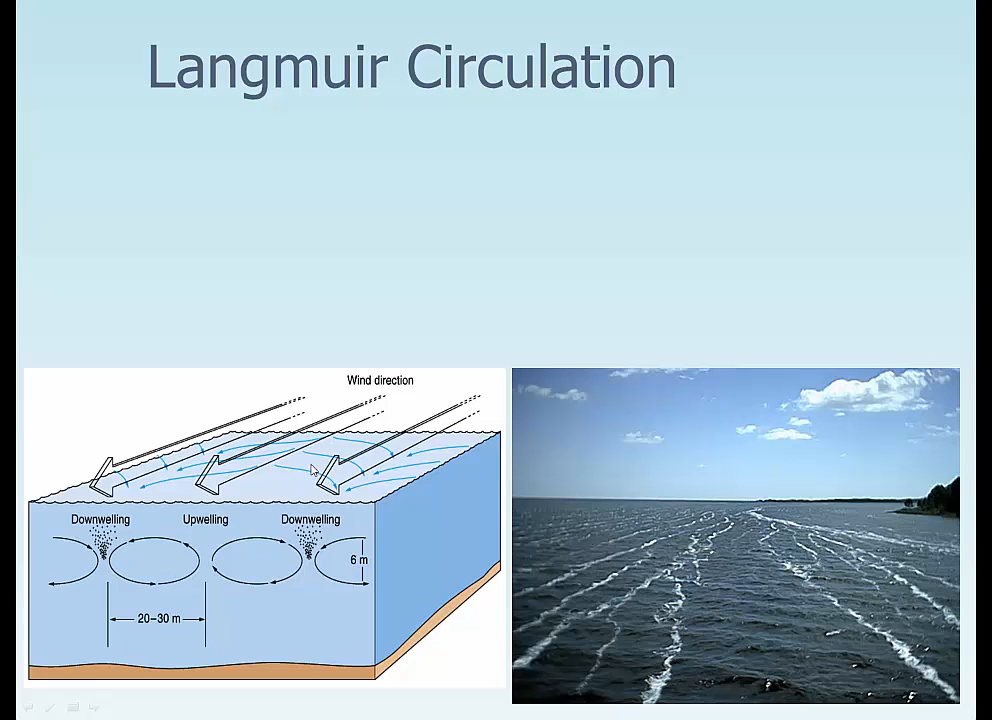 Langmuir Circulation
Wind direction
Downwelling Upwelling Downwelling
6 m
20–30 m